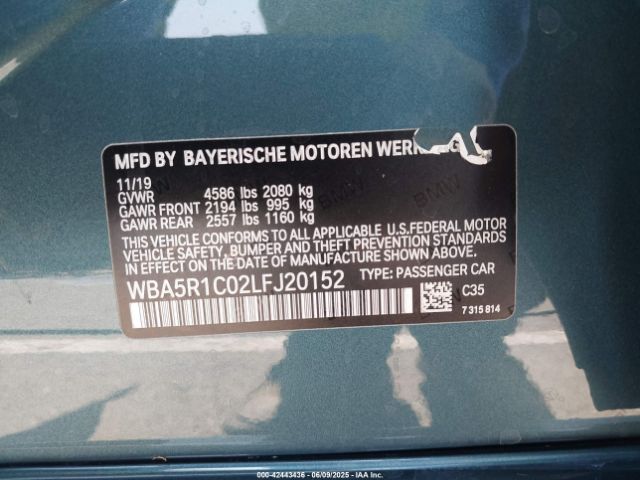 MFD BY BAYERISCHE MOTOREN WERK
11/19
GVWR 4586 lbs 2080 kg
GAWR FRONT 2194 lbs 995 kg
GAWR REAR 2557 lbs 1160 kg
THIS VEHICLE CONFORMS TO ALL APPLICABLE U.S.FEDERAL MOTOR
VEHICLE SAFETY, BUMPER AND THEFT PREVENTION STANDARDS
IN EFFECT ON THE DATE OF MANUFACTURE SHOWN ABOVE.
WBA5R1C02LFJ20152 TYPE: PASSENGER CAR
C35
7 315 814
© COPART - 42443436 - 06/09/2025 - IAA Inc.